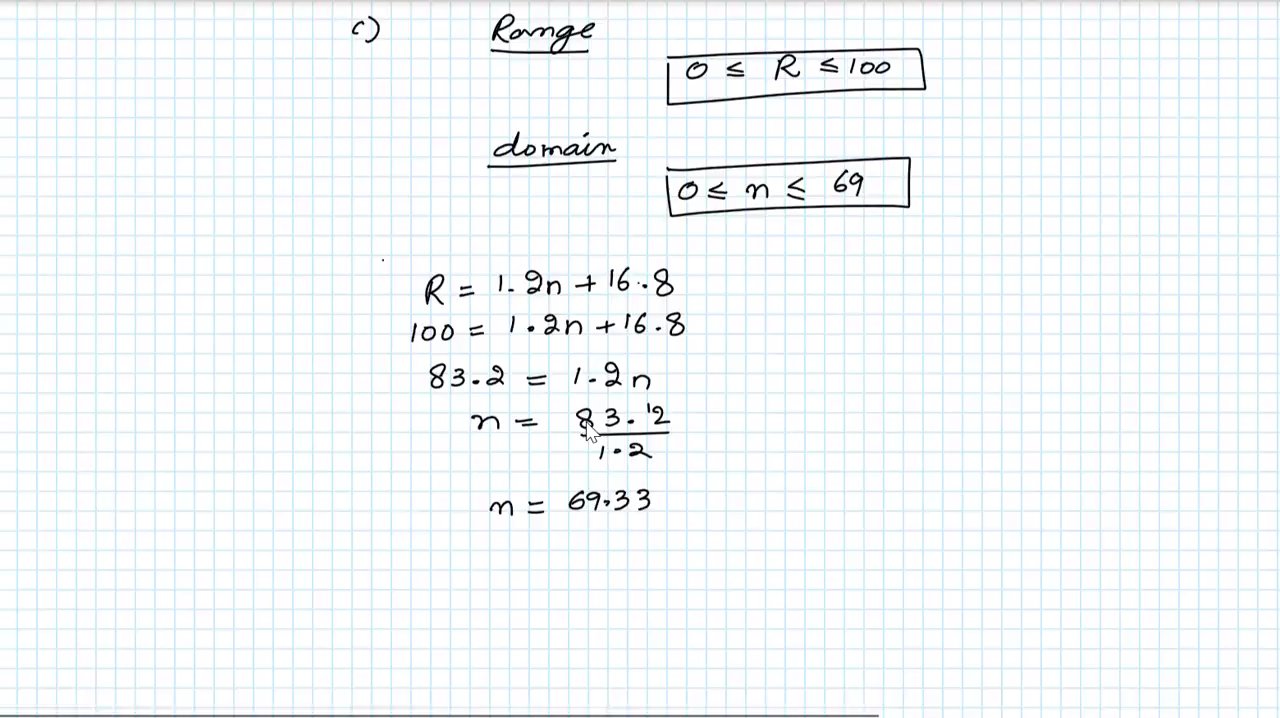 c) Range
0 ≤ R ≤ 100
domain
0 ≤ n ≤ 69
R = 1.2n + 16.8
100 = 1.2n + 16.8
83.2 = 1.2n
n = 83.12
1.2
n = 69.33